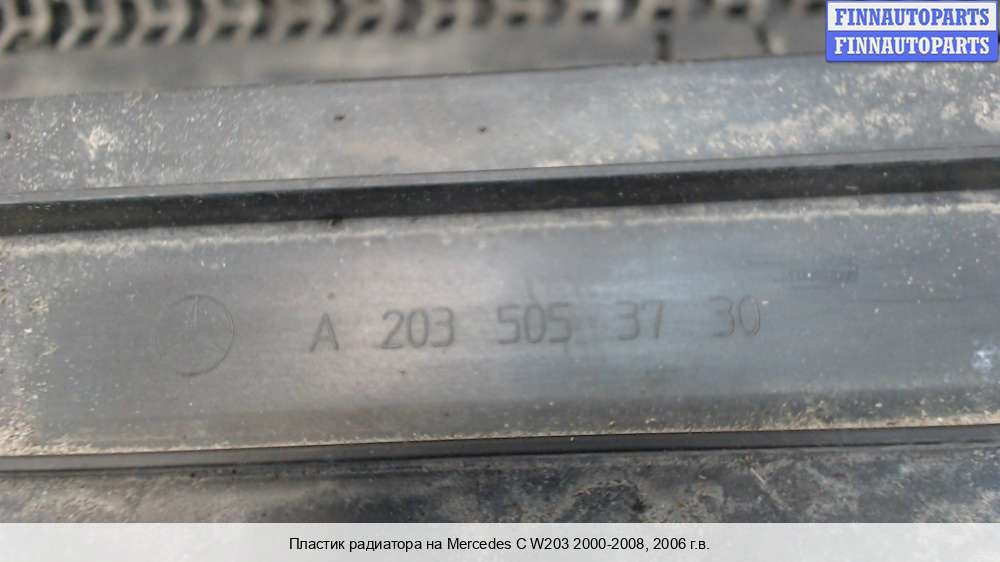 FINNAUTOPARTS
FINNAUTOPARTS
A 203 505 37 30
Пластик радиатора на Mercedes C W203 2000-2008, 2006 г.в.